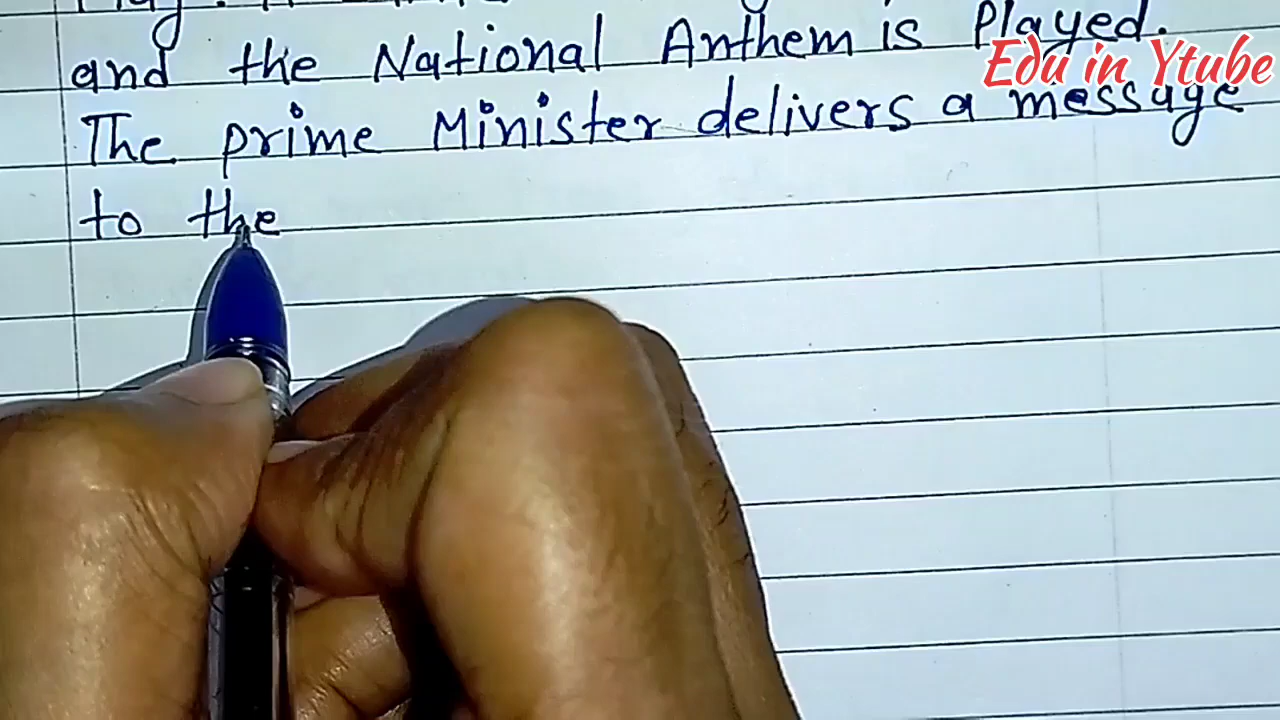 and the National Anthem is Played.
Edu in Ytube
The prime Minister delivers a message
to the